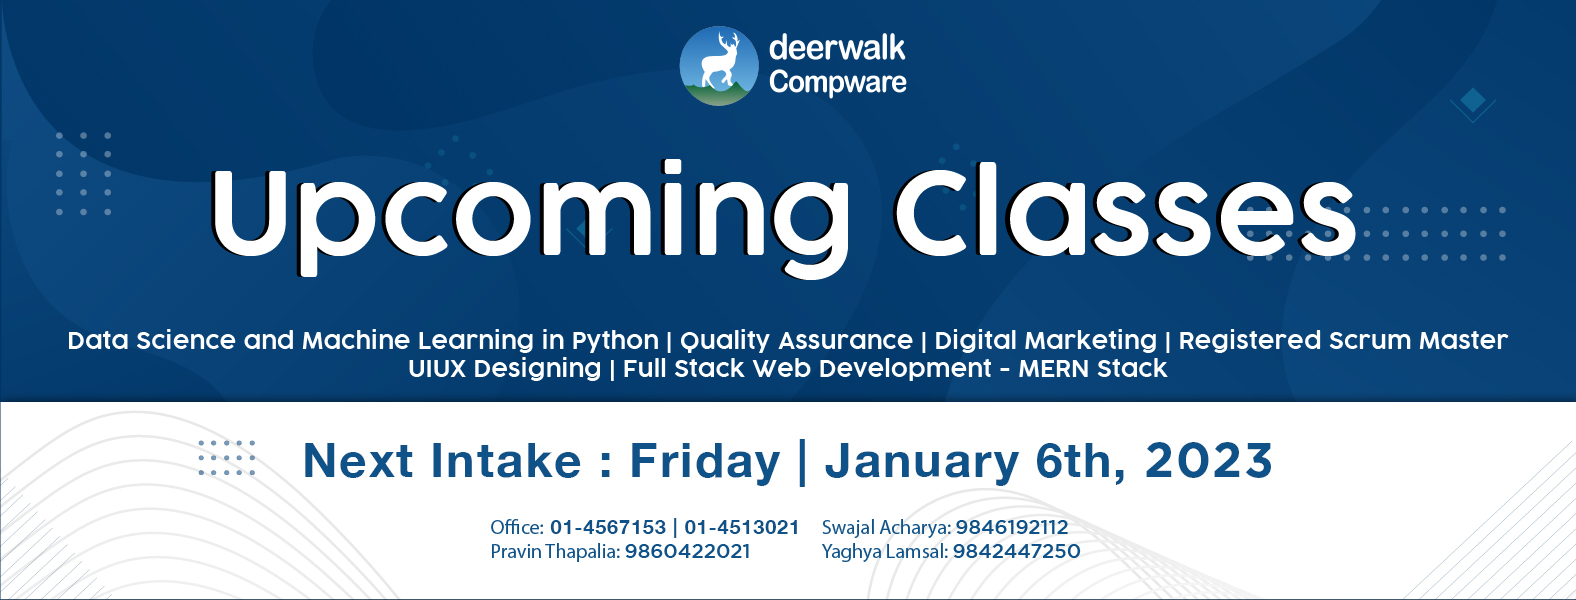 deerwalk
Compware
Upcoming Classes
Data Science and Machine Learning in Python | Quality Assurance | Digital Marketing | Registered Scrum Master
UIUX Designing | Full Stack Web Development - MERN Stack
Next Intake : Friday | January 6th, 2023
Office: 01-4567153 | 01-4513021 Swajal Acharya: 9846192112
Pravin Thapalia: 9860422021 Yaghya Lamsal: 9842447250